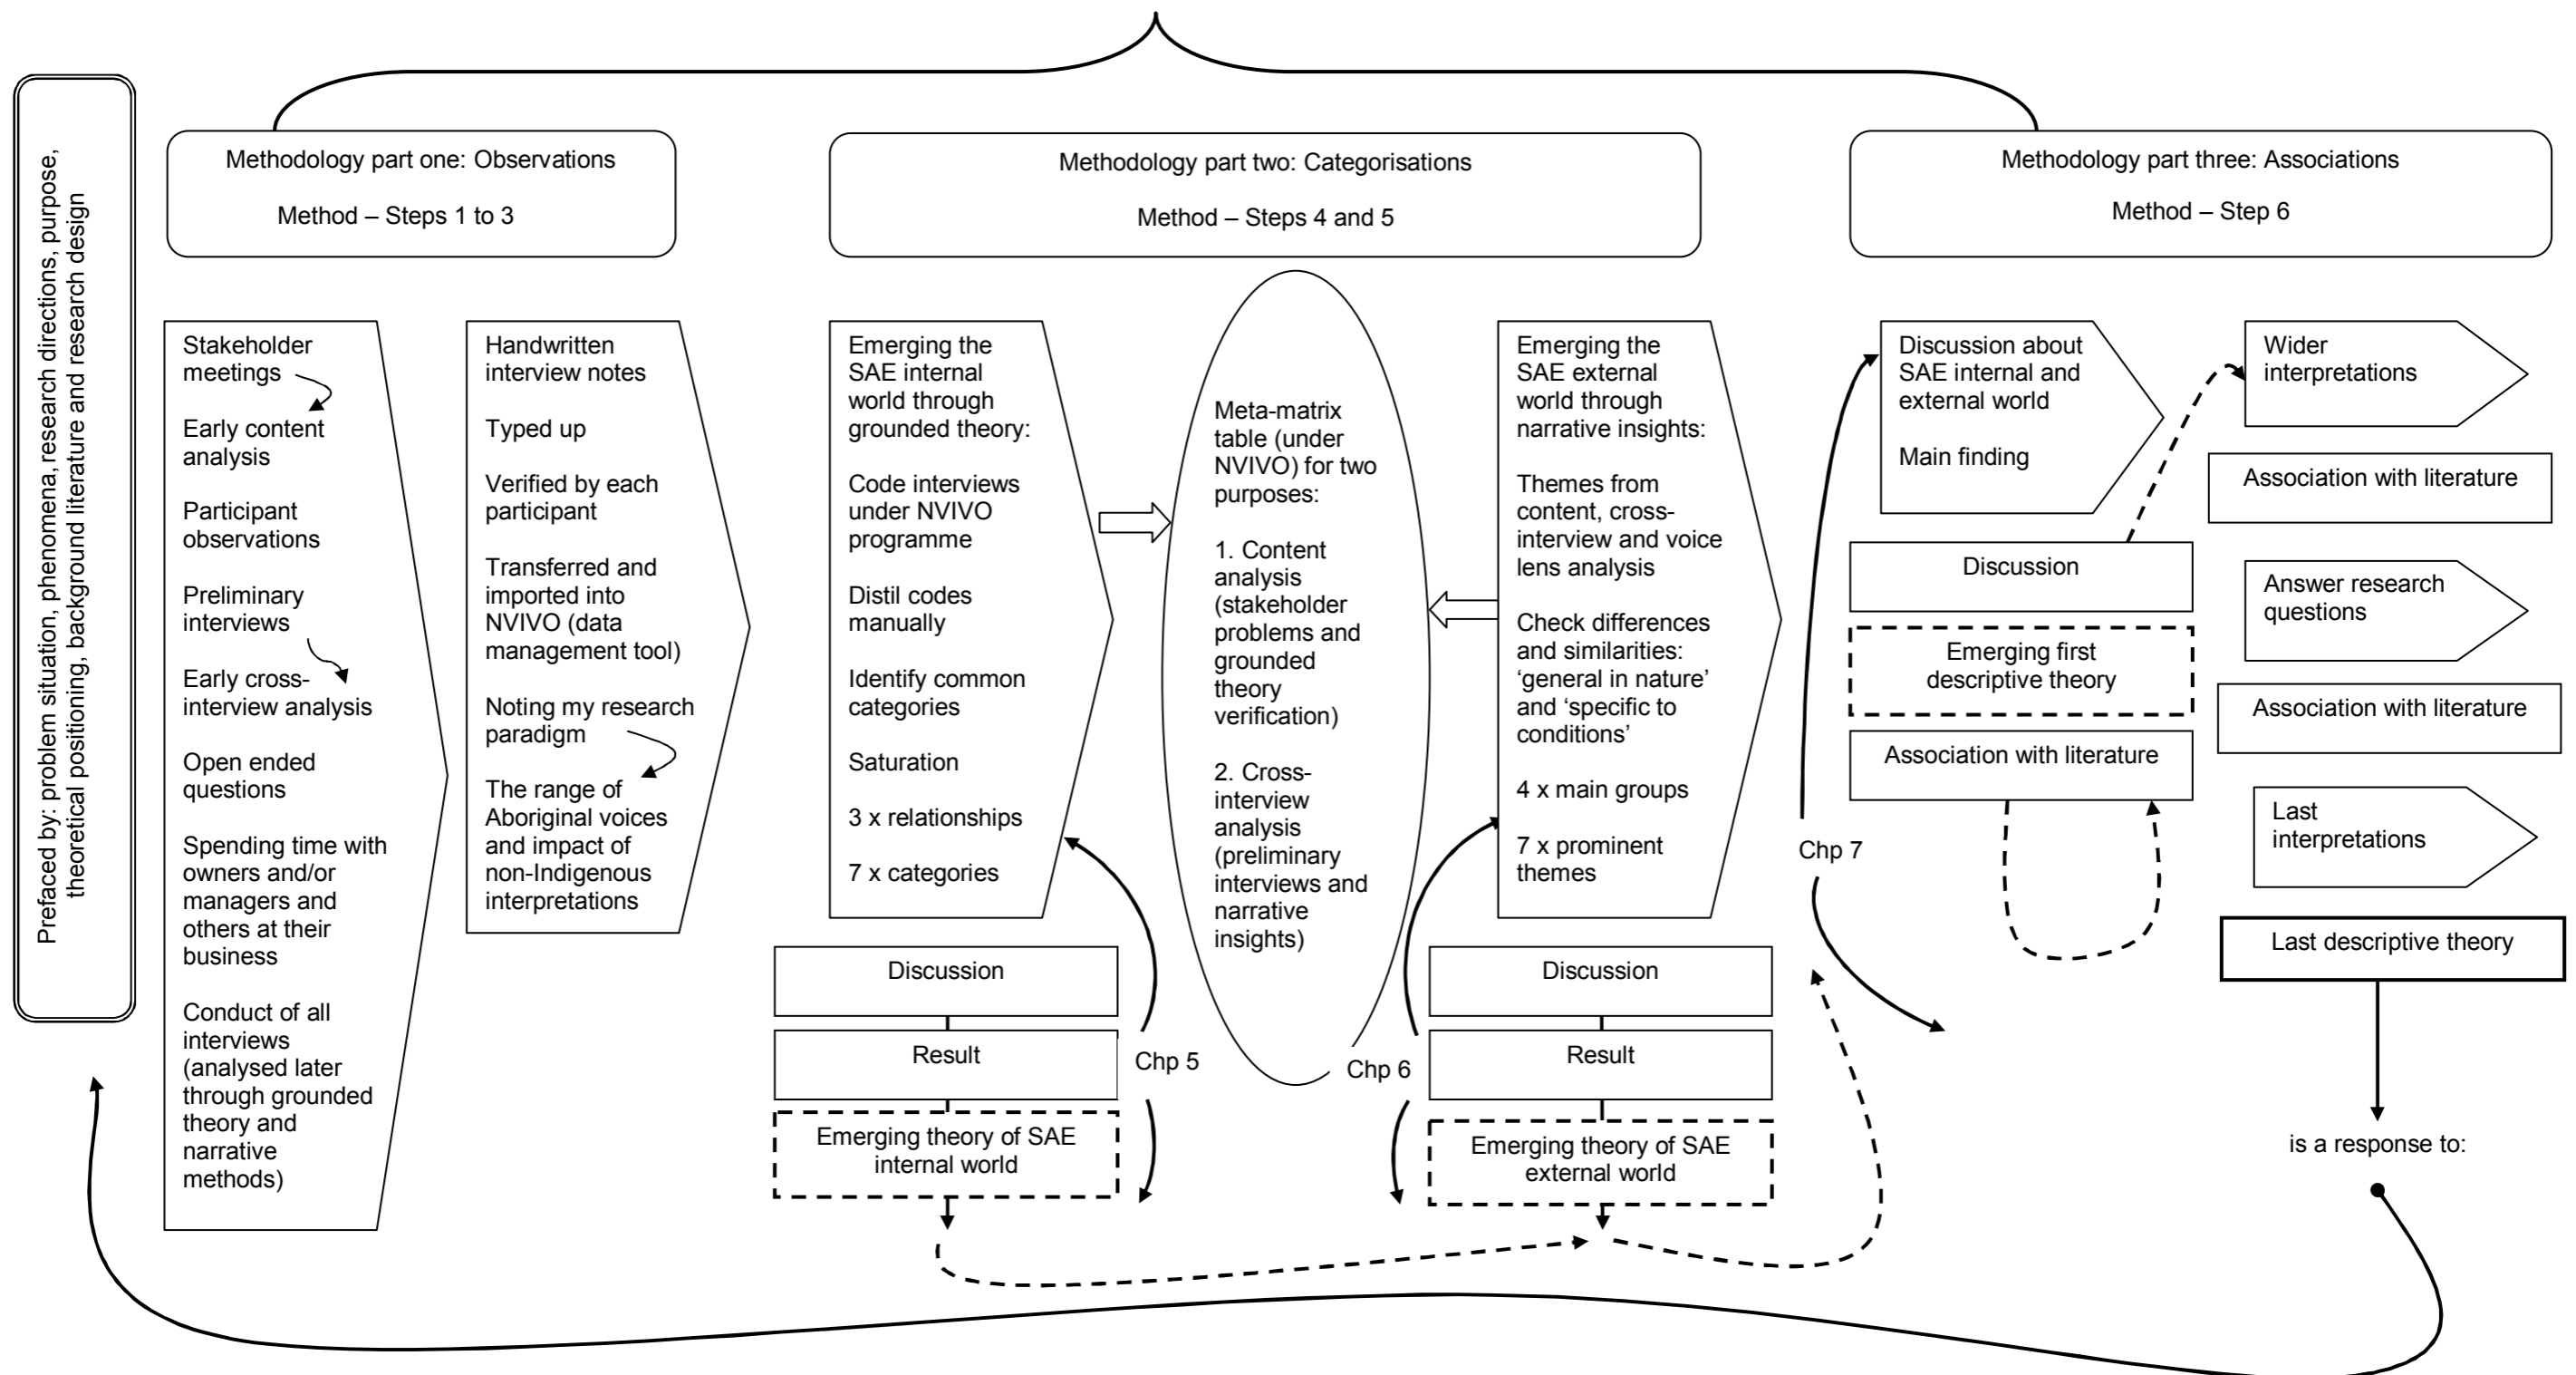 Prefaced by: problem situation, phenomena, research directions, purpose,
theoretical positioning, background literature and research design
Methodology part one: Observations
Method – Steps 1 to 3
Methodology part two: Categorisations
Method – Steps 4 and 5
Methodology part three: Associations
Method – Step 6
Stakeholder
meetings
Early content
analysis
Participant
observations
Preliminary
interviews
Early cross-
interview analysis
Open ended
questions
Spending time with
owners and/or
managers and
others at their
business
Conduct of all
interviews
(analysed later
through grounded
theory and
narrative
methods)
Handwritten
interview notes
Typed up
Verified by each
participant
Transferred and
imported into
NVIVO (data
management tool)
Noting my research
paradigm
The range of
Aboriginal voices
and impact of
non-Indigenous
interpretations
Emerging the
SAE internal
world through
grounded theory:
Code interviews
under NVIVO
programme
Distil codes
manually
Identify common
categories
Saturation
3 x relationships
7 x categories
Discussion
Result
Emerging theory of SAE
internal world
Chp 5
Meta-matrix
table (under
NVIVO) for two
purposes:
1. Content
analysis
(stakeholder
problems and
grounded
theory
verification)
2. Cross-
interview
analysis
(preliminary
interviews and
narrative
insights)
Chp 6
Emerging the
SAE external
world through
narrative insights:
Themes from
content, cross-
interview and voice
lens analysis
Check differences
and similarities:
‘general in nature’
and ‘specific to
conditions’
4 x main groups
7 x prominent
themes
Discussion
Result
Emerging theory of SAE
external world
Chp 7
Discussion about
SAE internal and
external world
Main finding
Discussion
Emerging first
descriptive theory
Association with literature
Wider
interpretations
Association with literature
Answer research
questions
Association with literature
Last
interpretations
Last descriptive theory
is a response to: